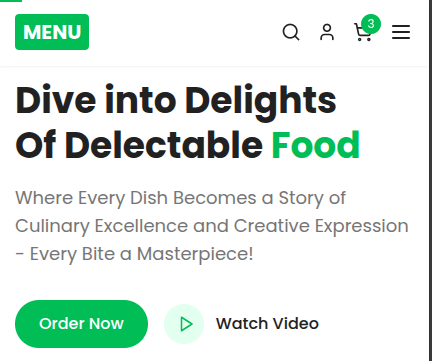 MENU
3
Dive into Delights
Of Delectable Food
Where Every Dish Becomes a Story of
Culinary Excellence and Creative Expression
- Every Bite a Masterpiece!
Order Now
Watch Video